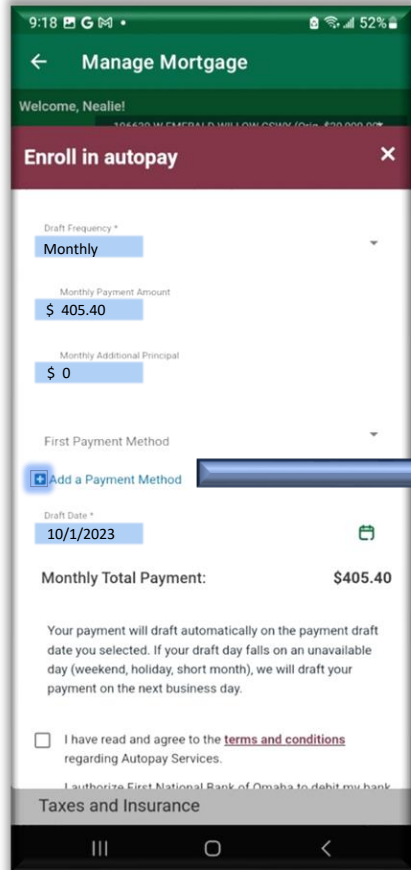 9:18 G M • 52%
← Manage Mortgage
Welcome, Nealie!
Enroll in autopay ×
Draft Frequency *
Monthly
Monthly Payment Amount
$ 405.40
Monthly Additional Principal
$ 0
First Payment Method
Add a Payment Method
Draft Date *
10/1/2023
Monthly Total Payment: $405.40
Your payment will draft automatically on the payment draft
date you selected. If your draft day falls on an unavailable
day (weekend, holiday, short month), we will draft your
payment on the next business day.
I have read and agree to the terms and conditions
regarding Autopay Services.
I authorize First National Bank of Omaha to debit my bank
Taxes and Insurance